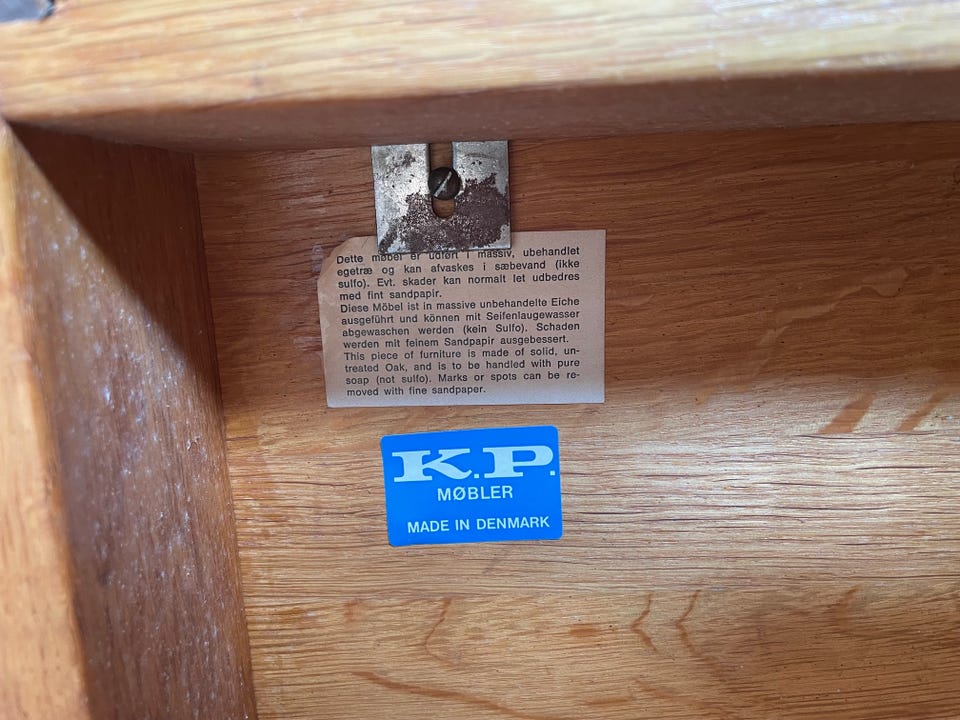 Dette møbel er udført i massiv, ubehandlet
egetræ og kan afvaskes i sæbevand (ikke
sulfo). Evt. skader kan normalt let udbedres
med fint sandpapir.
Diese Möbel ist in massive unbehandelte Eiche
ausgeführt und können mit Seifenlaugewasser
abgewaschen werden (kein Sulfo). Schaden
werden mit feinem Sandpapir ausgebessert.
This piece of furniture is made of solid, un-
treated Oak, and is to be handled with pure
soap (not sulfo). Marks or spots can be re-
moved with fine sandpaper.
K.P.
MØBLER
MADE IN DENMARK